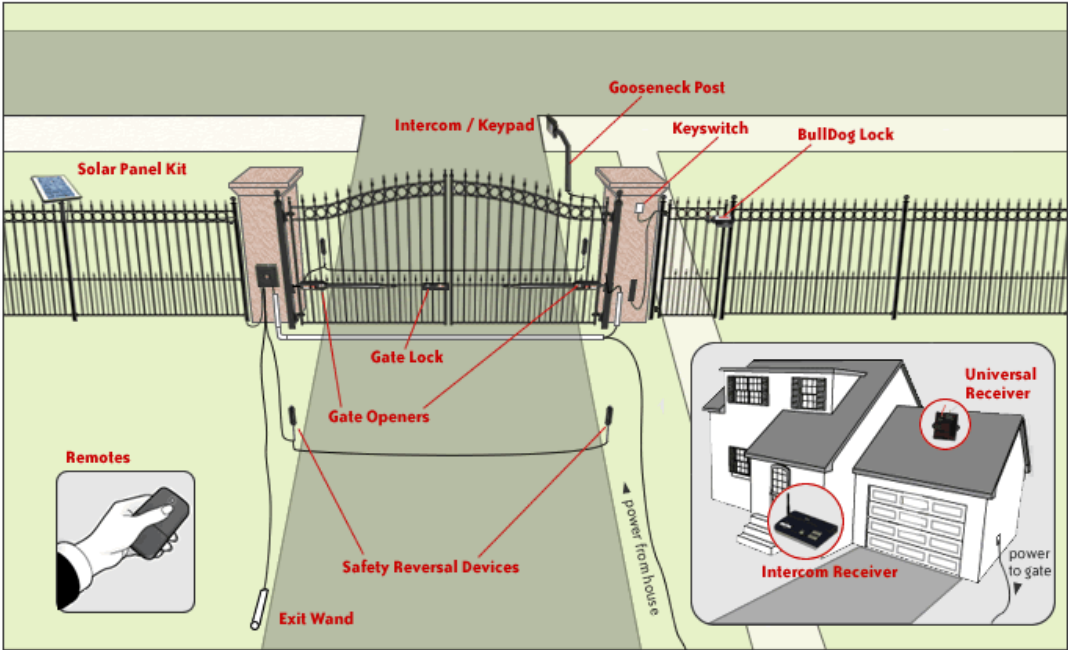 Gooseneck Post
Intercom / Keypad
Keyswitch
BullDog Lock
Solar Panel Kit
Gate Lock
Gate Openers
Universal
Receiver
Remotes
power from house
Safety Reversal Devices
Intercom Receiver
power
to gate
Exit Wand